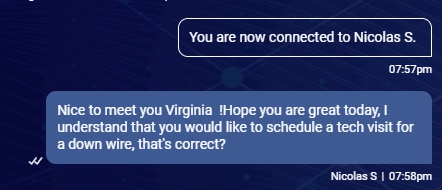 You are now connected to Nicolas S.
07:57pm
Nice to meet you Virginia  !Hope you are great today, I
understand that you would like to schedule a tech visit for
a down wire, that's correct?
Nicolas S | 07:58pm